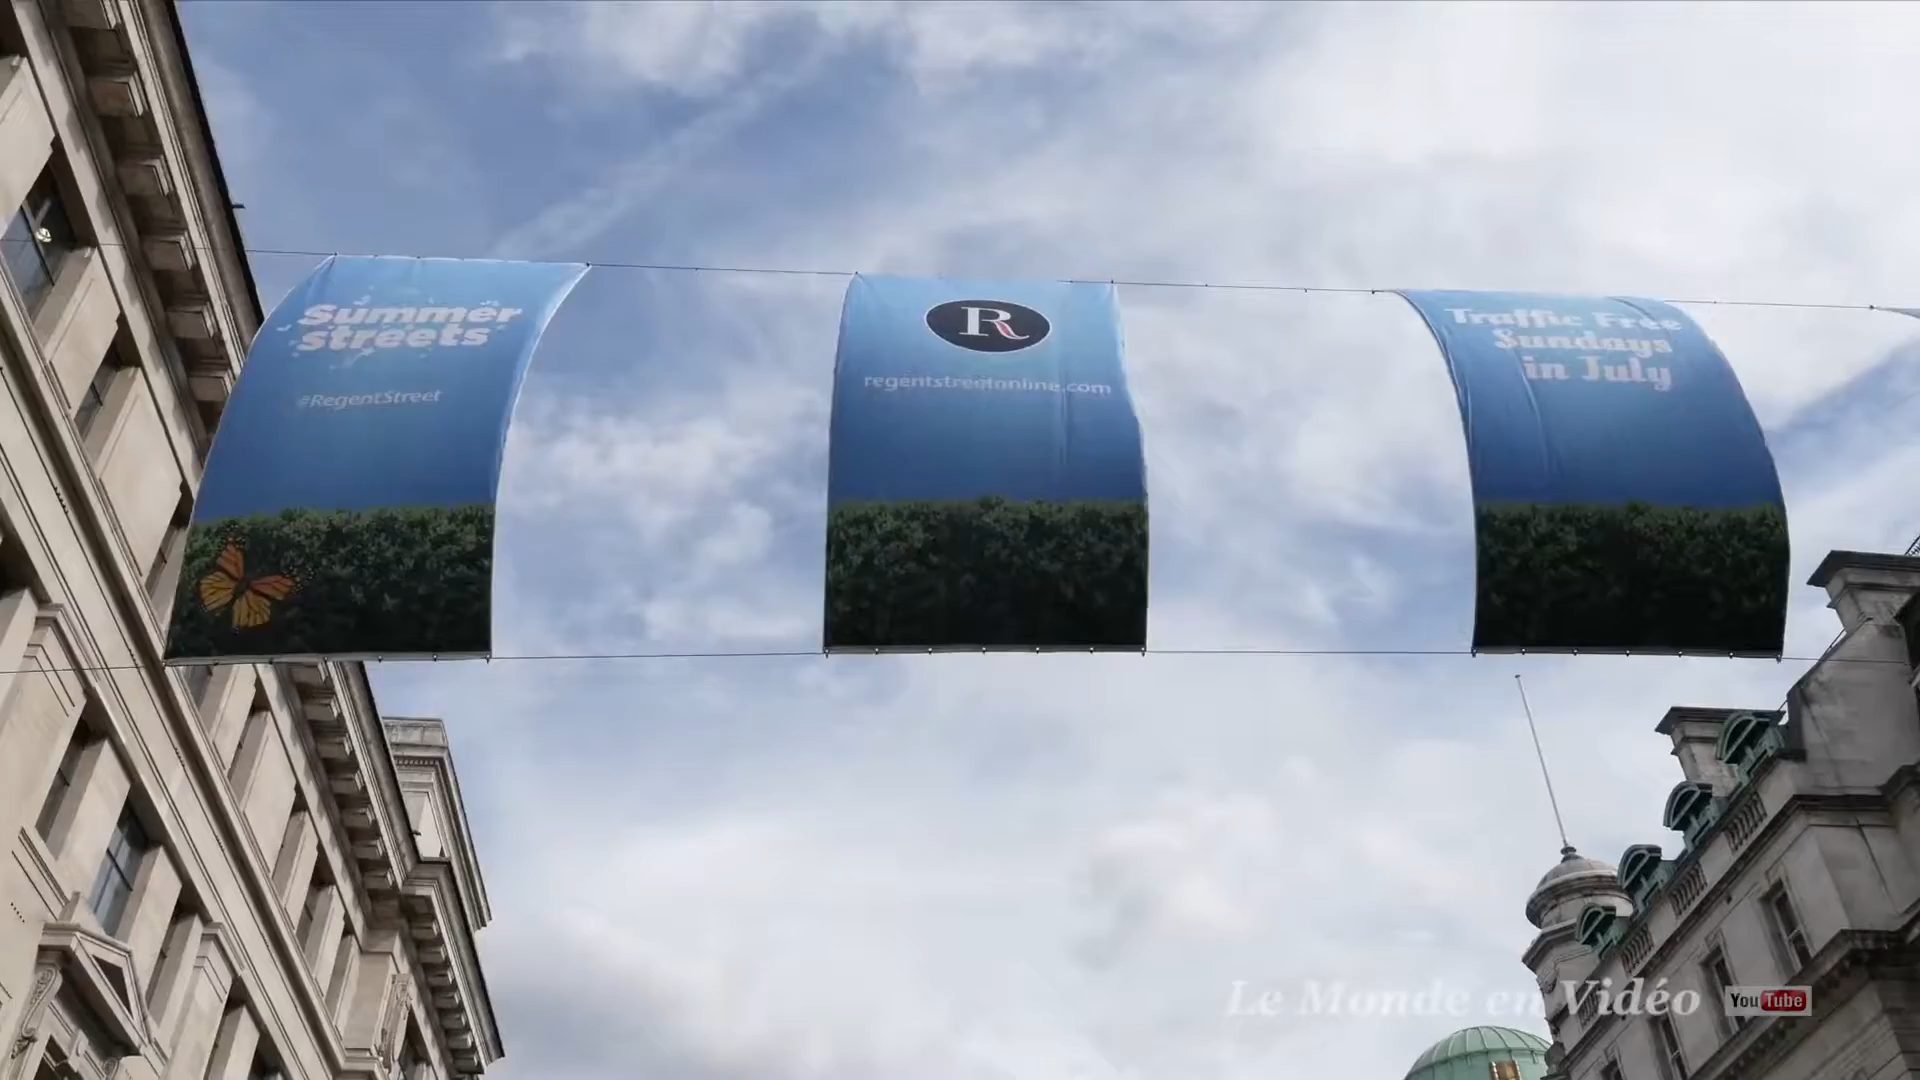 Summer
streets
#RegentStreet
R
regentstreetonline.com
Traffic Free
Sundays
in July
Le Monde en Vidéo
YouTube